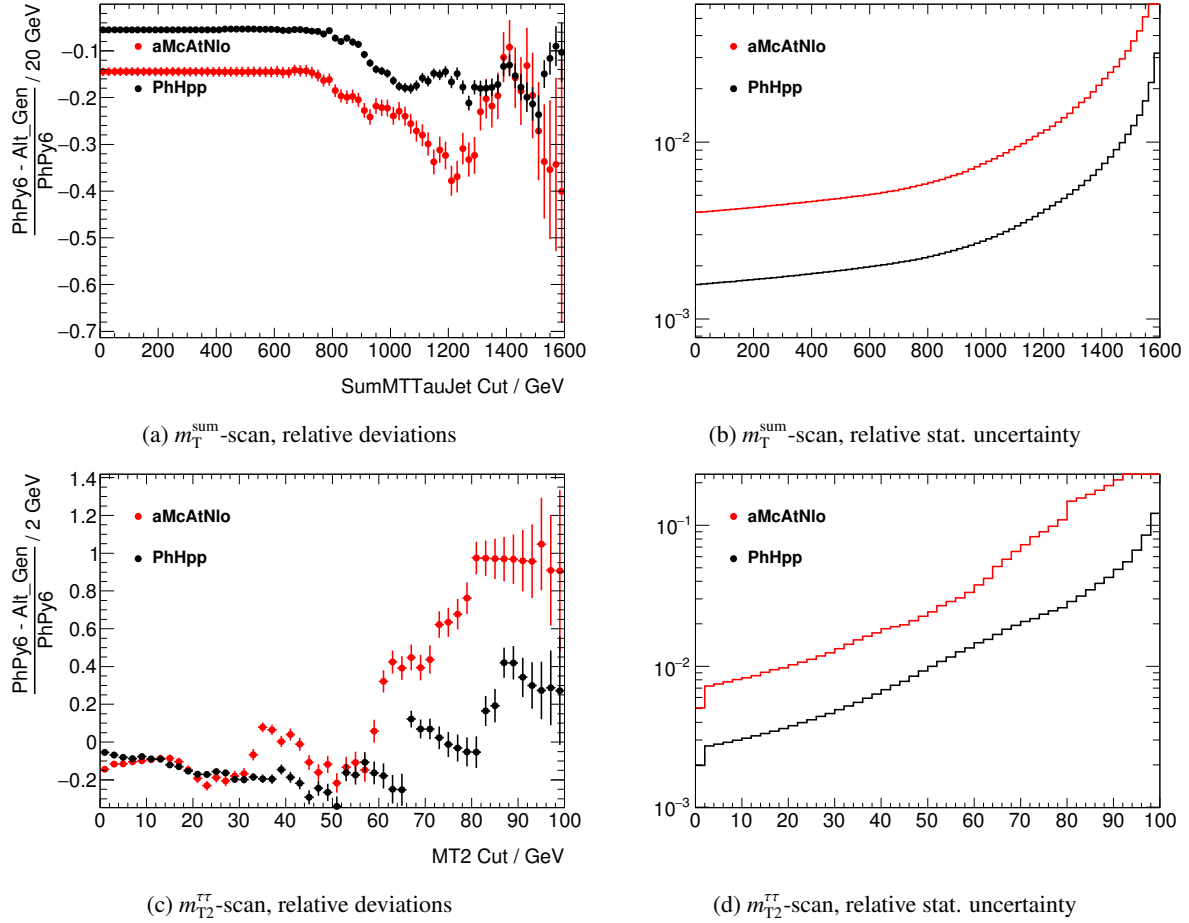 PhPy6 - Alt_Gen / 20 GeV
PhPy6
−0.1
−0.2
−0.3
−0.4
−0.5
−0.6
−0.7
aMcAtNlo
PhHpp
0 200 400 600 800 1000 1200 1400 1600
SumMTTauJet Cut / GeV
10⁻²
10⁻³
aMcAtNlo
PhHpp
0 200 400 600 800 1000 1200 1400 1600
(a) m_T^sum-scan, relative deviations
(b) m_T^sum-scan, relative stat. uncertainty
PhPy6 - Alt_Gen / 2 GeV
PhPy6
1.4
1.2
1
0.8
0.6
0.4
0.2
0
−0.2
aMcAtNlo
PhHpp
0 10 20 30 40 50 60 70 80 90 100
MT2 Cut / GeV
10⁻¹
10⁻²
10⁻³
aMcAtNlo
PhHpp
0 10 20 30 40 50 60 70 80 90 100
(c) m_T2^ττ-scan, relative deviations
(d) m_T2^ττ-scan, relative stat. uncertainty